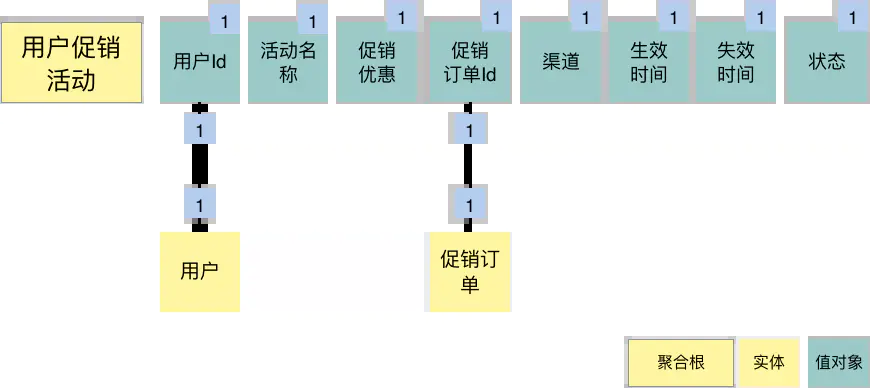 1 1 1 1 1 1 1 1
用户促销
活动
用户Id
活动名
称
促销
优惠
促销
订单Id
渠道
生效
时间
失效
时间
状态
1 1
1 1
用户
促销订
单
聚合根 实体 值对象